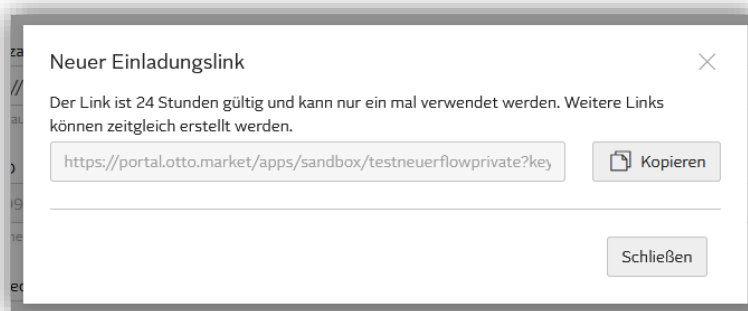 Neuer Einladungslink
Der Link ist 24 Stunden gültig und kann nur ein mal verwendet werden. Weitere Links
können zeitgleich erstellt werden.
https://portal.otto.market/apps/sandbox/testneuerflowprivate?key
Kopieren
Schließen